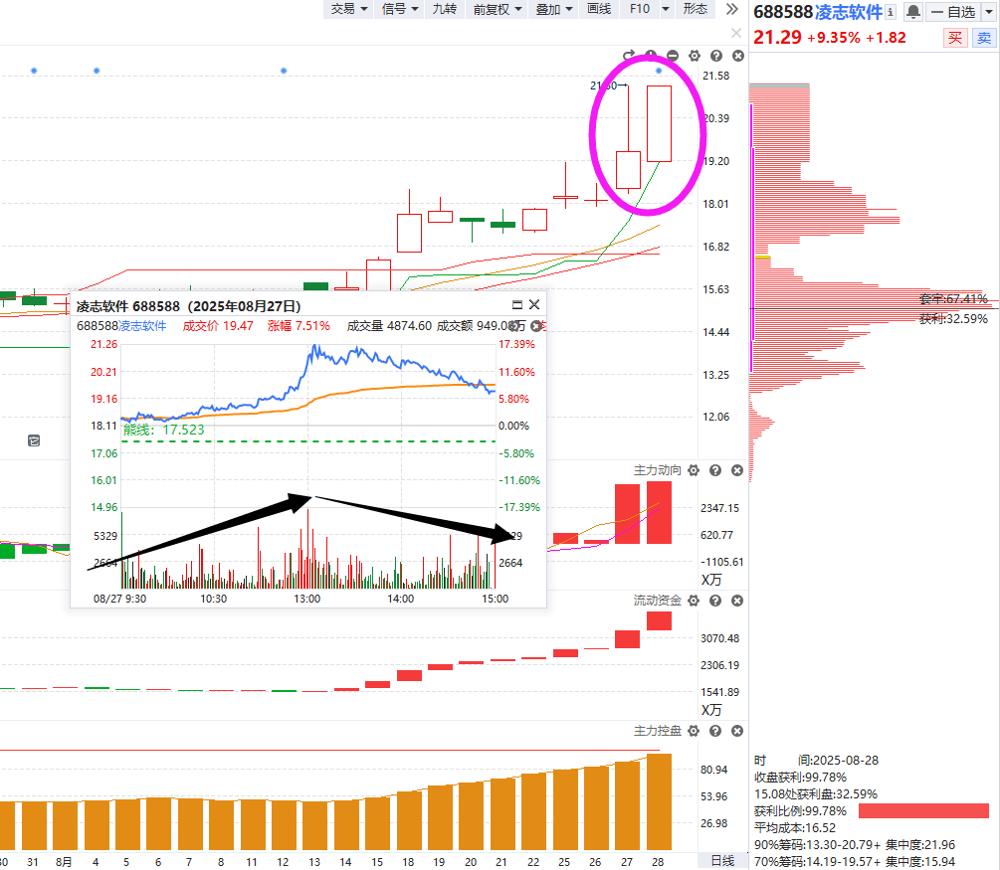 交易 信号 九转 前复权 叠加 画线 F10 形态
688588凌志软件 自选
21.29 +9.35% +1.82 买 卖
21.58
20.39
19.20
18.01
16.82
15.63
14.44
13.25
12.06
套牢:67.41%
获利:32.59%
凌志软件 688588（2025年08月27日）
688588凌志软件 成交价 19.47 涨幅 7.51% 成交量 4874.60 成交额 949.08万
21.26 17.39%
20.21 11.60%
19.16 5.80%
18.11 0.00%
熊线: 17.523
17.06 -5.80%
16.01 -11.60%
14.96 -17.39%
5329
2664 2664
08/27 9:30 10:30 13:00 14:00 15:00
主力动向
2347.15
620.77
-1105.61
X万
流动资金
3070.48
2306.19
1541.89
X万
主力控盘
80.94
53.96
26.98
30 31 8月 4 5 6 7 8 11 12 13 14 15 18 19 20 21 22 25 26 27 28 日线
时 间:2025-08-28
收盘获利:99.78%
15.08处获利盘:32.59%
获利比例:99.78%
平均成本:16.52
90%筹码:13.30-20.79+ 集中度:21.96
70%筹码:14.19-19.57+ 集中度:15.94